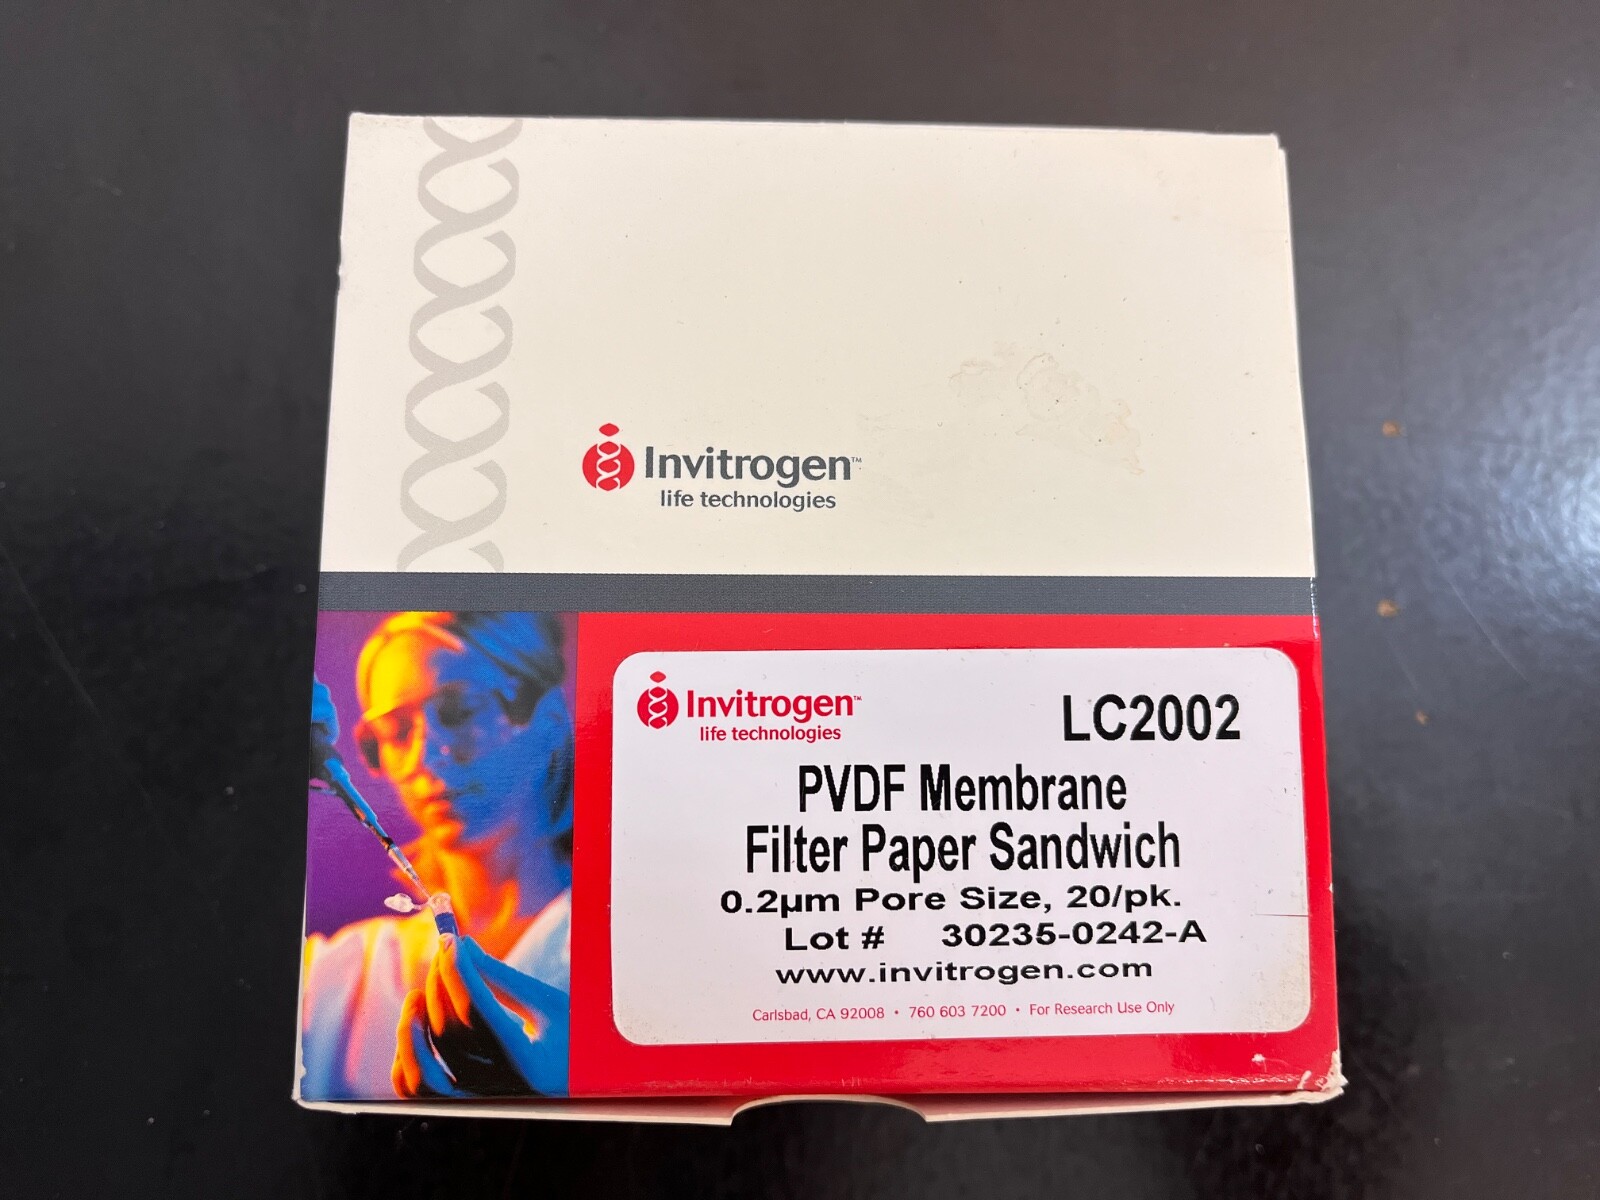 Invitrogen™
life technologies
Invitrogen™
life technologies
LC2002
PVDF Membrane
Filter Paper Sandwich
0.2µm Pore Size, 20/pk.
Lot # 30235-0242-A
www.invitrogen.com
Carlsbad, CA 92008 • 760 603 7200 • For Research Use Only